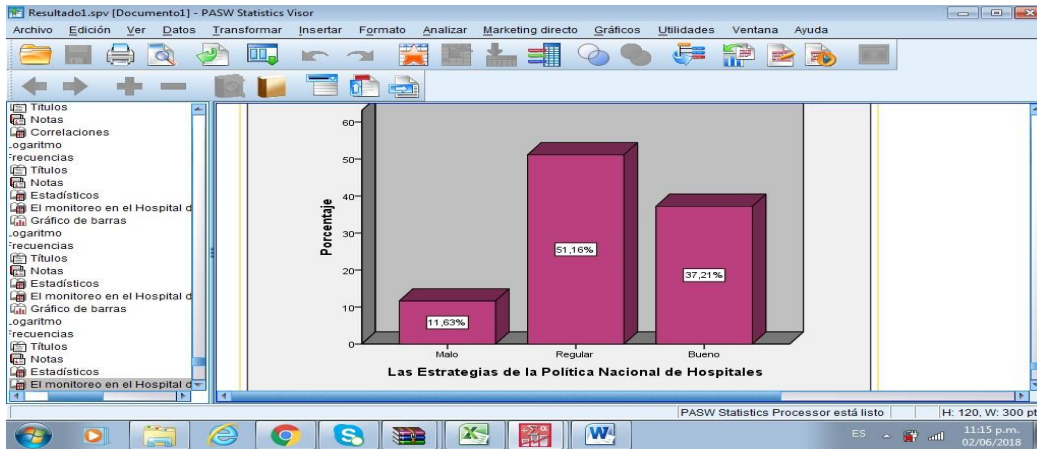 Resultado1.spv [Documento1] - PASW Statistics Visor
Archivo Edición Ver Datos Transformar Insertar Formato Analizar Marketing directo Gráficos Utilidades Ventana Ayuda
Títulos
Notas
Correlaciones
.ogaritmo
Frecuencias
Títulos
Notas
Estadísticos
El monitoreo en el Hospital d
Gráfico de barras
.ogaritmo
Frecuencias
Títulos
Notas
Estadísticos
El monitoreo en el Hospital d
Gráfico de barras
.ogaritmo
Frecuencias
Títulos
Notas
Estadísticos
El monitoreo en el Hospital d
Porcentaje
60
50
40
30
20
10
0
11,63%
51,16%
37,21%
Malo Regular Bueno
Las Estrategias de la Política Nacional de Hospitales
PASW Statistics Processor está listo H: 120, W: 300 pt
ES 11:15 p.m.
02/06/2018